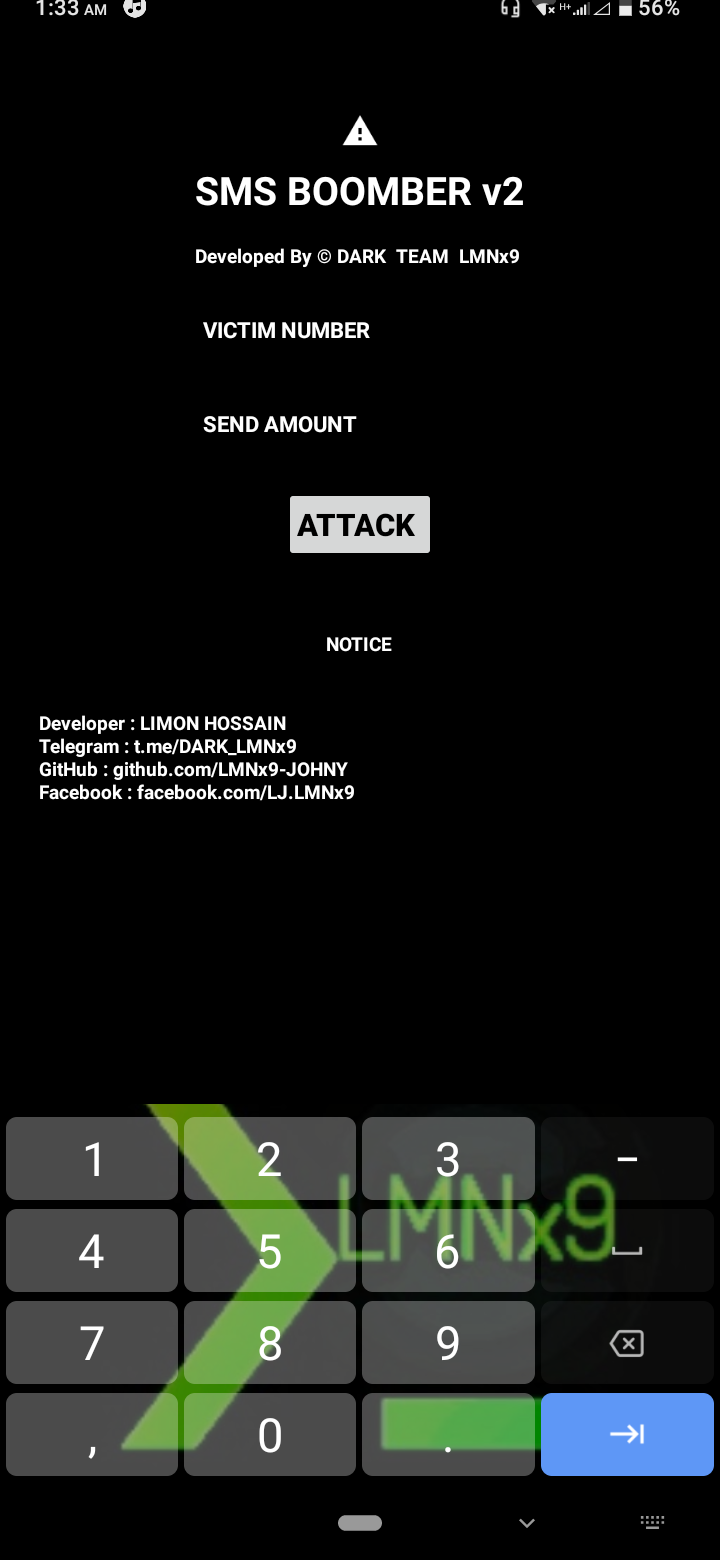 1:33 AM H+ 56%
SMS BOOMBER v2
Developed By © DARK TEAM LMNx9
VICTIM NUMBER
SEND AMOUNT
ATTACK
NOTICE
Developer : LIMON HOSSAIN
Telegram : t.me/DARK_LMNx9
GitHub : github.com/LMNx9-JOHNY
Facebook : facebook.com/LJ.LMNx9
1 2 3 –
LMNx9
4 5 6
7 8 9
, 0 .